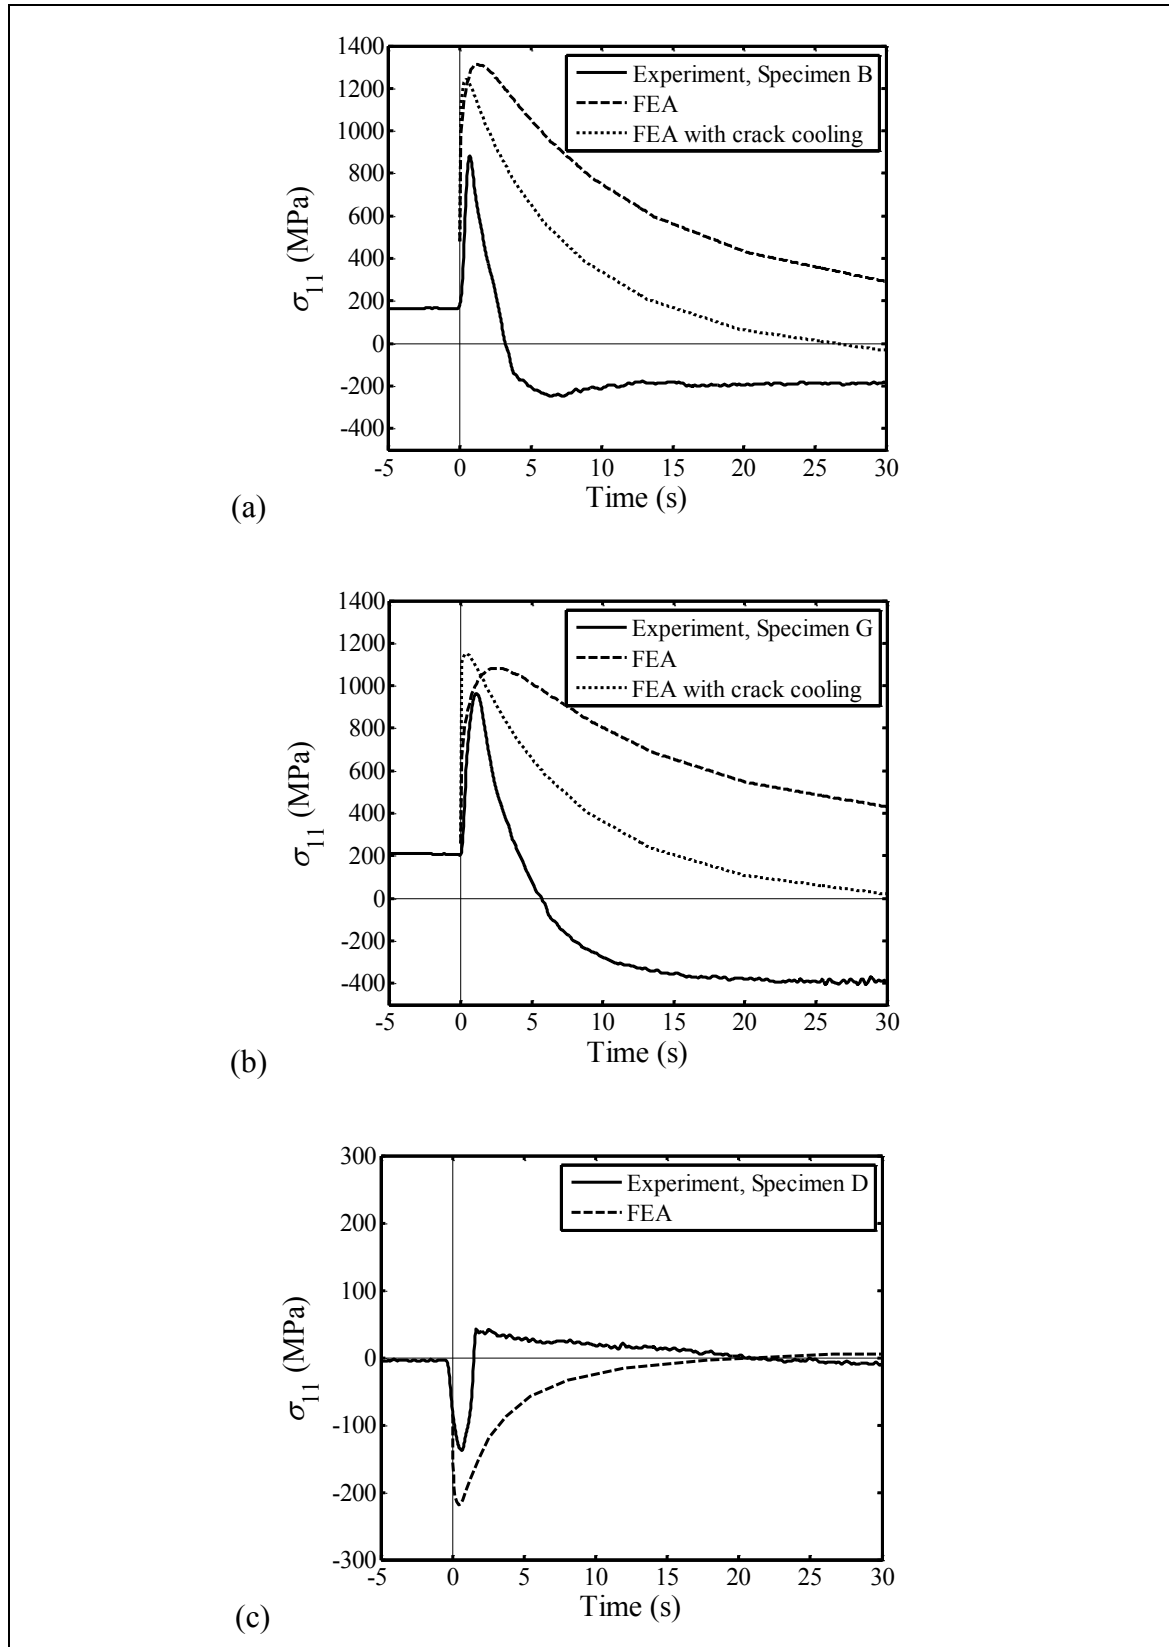 1400
1200
1000
800
600
400
200
0
-200
-400
σ11 (MPa)
Experiment, Specimen B
FEA
FEA with crack cooling
-5 0 5 10 15 20 25 30
Time (s)
(a)
1400
1200
1000
800
600
400
200
0
-200
-400
σ11 (MPa)
Experiment, Specimen G
FEA
FEA with crack cooling
-5 0 5 10 15 20 25 30
Time (s)
(b)
300
200
100
0
-100
-200
-300
σ11 (MPa)
Experiment, Specimen D
FEA
-5 0 5 10 15 20 25 30
Time (s)
(c)